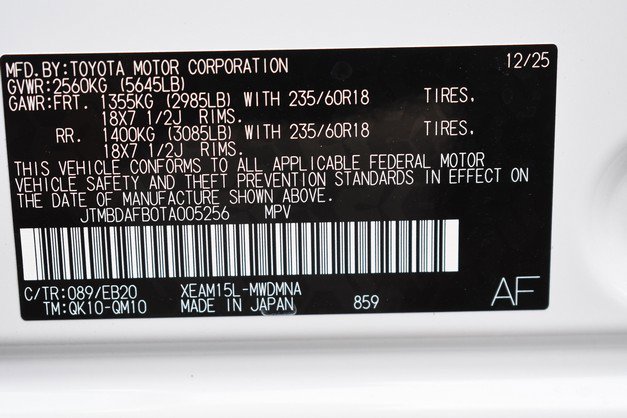 MFD.BY:TOYOTA MOTOR CORPORATION 12/25
GVWR:2560KG (5645LB)
GAWR:FRT. 1355KG (2985LB) WITH 235/60R18 TIRES,
18X7 1/2J RIMS.
RR. 1400KG (3085LB) WITH 235/60R18 TIRES,
18X7 1/2J RIMS.
THIS VEHICLE CONFORMS TO ALL APPLICABLE FEDERAL MOTOR
VEHICLE SAFETY AND THEFT PREVENTION STANDARDS IN EFFECT ON
THE DATE OF MANUFACTURE SHOWN ABOVE.
JTMBDAFB0TA005256 MPV
C/TR:089/EB20 XEAM15L-MWDMNA
TM:QK10-QM10 MADE IN JAPAN 859
AF